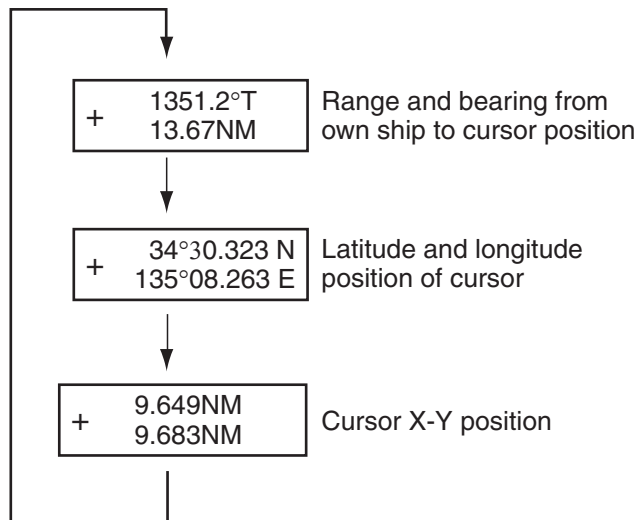 + 1351.2°T
13.67NM
Range and bearing from
own ship to cursor position
+ 34°30.323 N
135°08.263 E
Latitude and longitude
position of cursor
+ 9.649NM
9.683NM
Cursor X-Y position